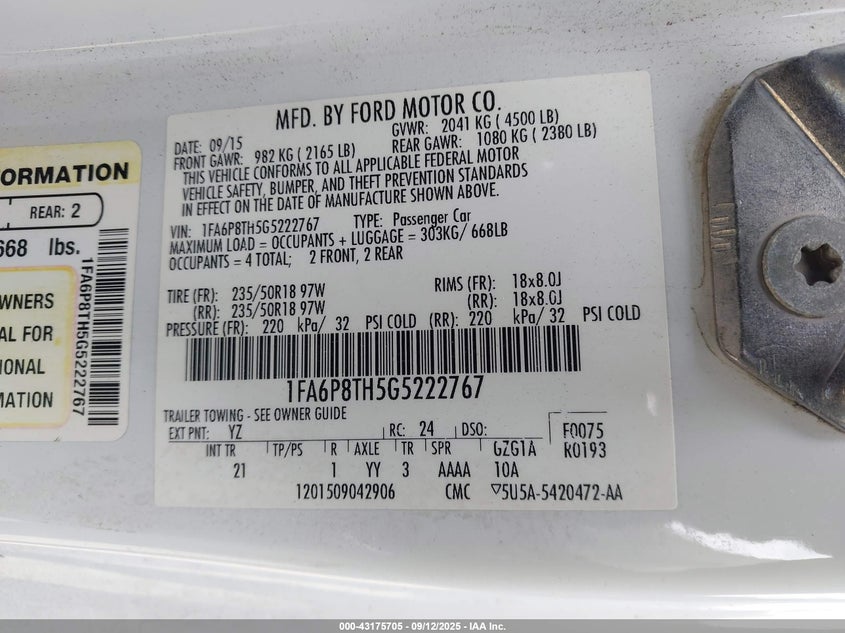 ORMATION
REAR: 2
668 lbs.
1FA6P8TH5G5222767
WNERS
AL FOR
IONAL
MATION
MFD. BY FORD MOTOR CO.
DATE: 09/15 GVWR: 2041 KG ( 4500 LB)
FRONT GAWR: 982 KG ( 2165 LB) REAR GAWR: 1080 KG ( 2380 LB)
THIS VEHICLE CONFORMS TO ALL APPLICABLE FEDERAL MOTOR
VEHICLE SAFETY, BUMPER, AND THEFT PREVENTION STANDARDS
IN EFFECT ON THE DATE OF MANUFACTURE SHOWN ABOVE.
VIN: 1FA6P8TH5G5222767 TYPE: Passenger Car
MAXIMUM LOAD = OCCUPANTS + LUGGAGE = 303KG/ 668LB
OCCUPANTS = 4 TOTAL; 2 FRONT, 2 REAR
TIRE (FR): 235/50R18 97W RIMS (FR): 18x8.0J
(RR): 235/50R18 97W (RR): 18x8.0J
PRESSURE (FR): 220 kPa/ 32 PSI COLD (RR): 220 kPa/ 32 PSI COLD
1FA6P8TH5G5222767
TRAILER TOWING - SEE OWNER GUIDE
EXT PNT: YZ RC: 24 DSO: F0075
INT TR TP/PS R AXLE TR SPR GZG1A R0193
21 1 YY 3 AAAA 10A
1201509042906 CMC ▽5U5A-5420472-AA
000-43175705 - 09/12/2025 - IAA Inc.